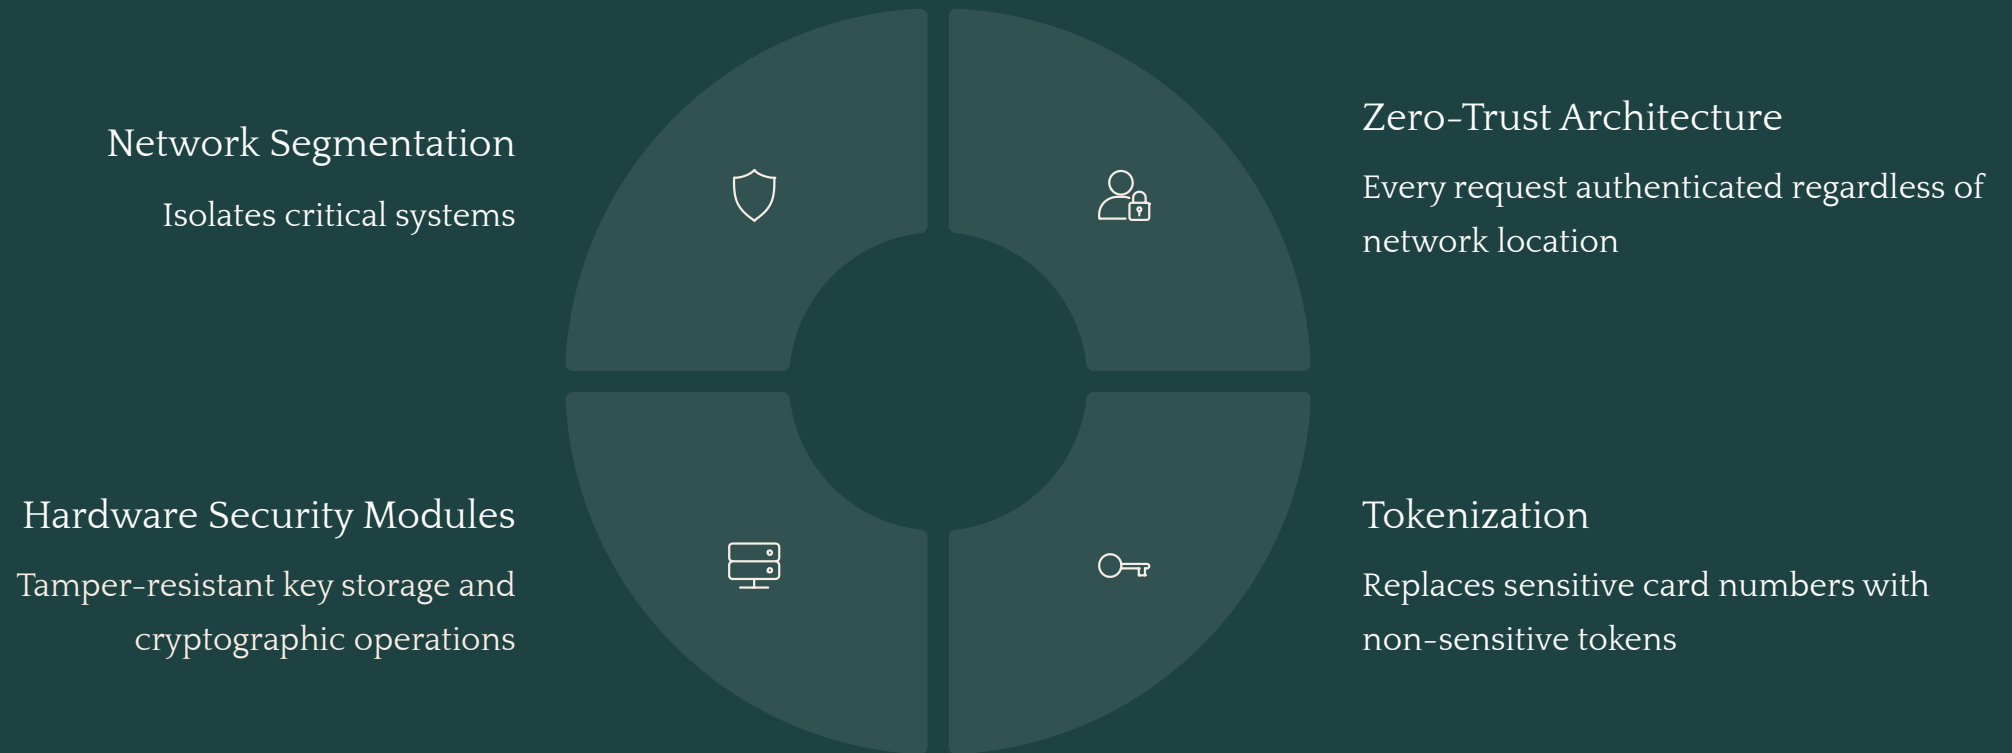 Network Segmentation
Isolates critical systems
Zero-Trust Architecture
Every request authenticated regardless of
network location
Hardware Security Modules
Tamper-resistant key storage and
cryptographic operations
Tokenization
Replaces sensitive card numbers with
non-sensitive tokens